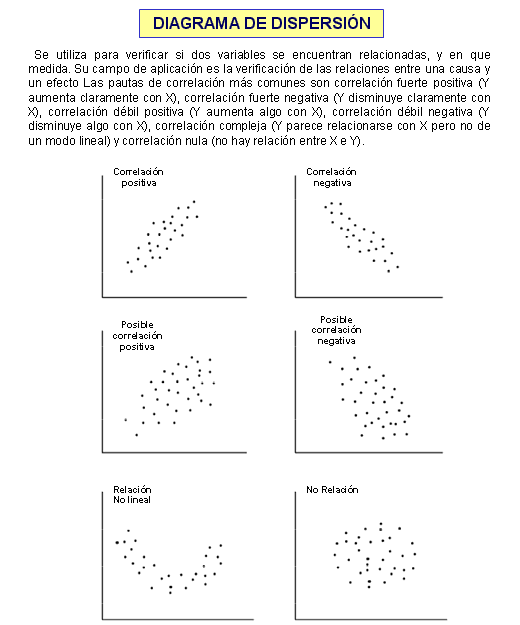 DIAGRAMA DE DISPERSIÓN
Se utiliza para verificar si dos variables se encuentran relacionadas, y en que
medida. Su campo de aplicación es la verificación de las relaciones entre una causa y
un efecto Las pautas de correlación más comunes son correlación fuerte positiva (Y
aumenta claramente con X), correlación fuerte negativa (Y disminuye claramente con
X), correlación débil positiva (Y aumenta algo con X), correlación débil negativa (Y
disminuye algo con X), correlación compleja (Y parece relacionarse con X pero no de
un modo lineal) y correlación nula (no hay relación entre X e Y).
Correlación
positiva
Correlación
negativa
Posible
correlación
positiva
Posible
correlación
negativa
Relación
No lineal
No Relación